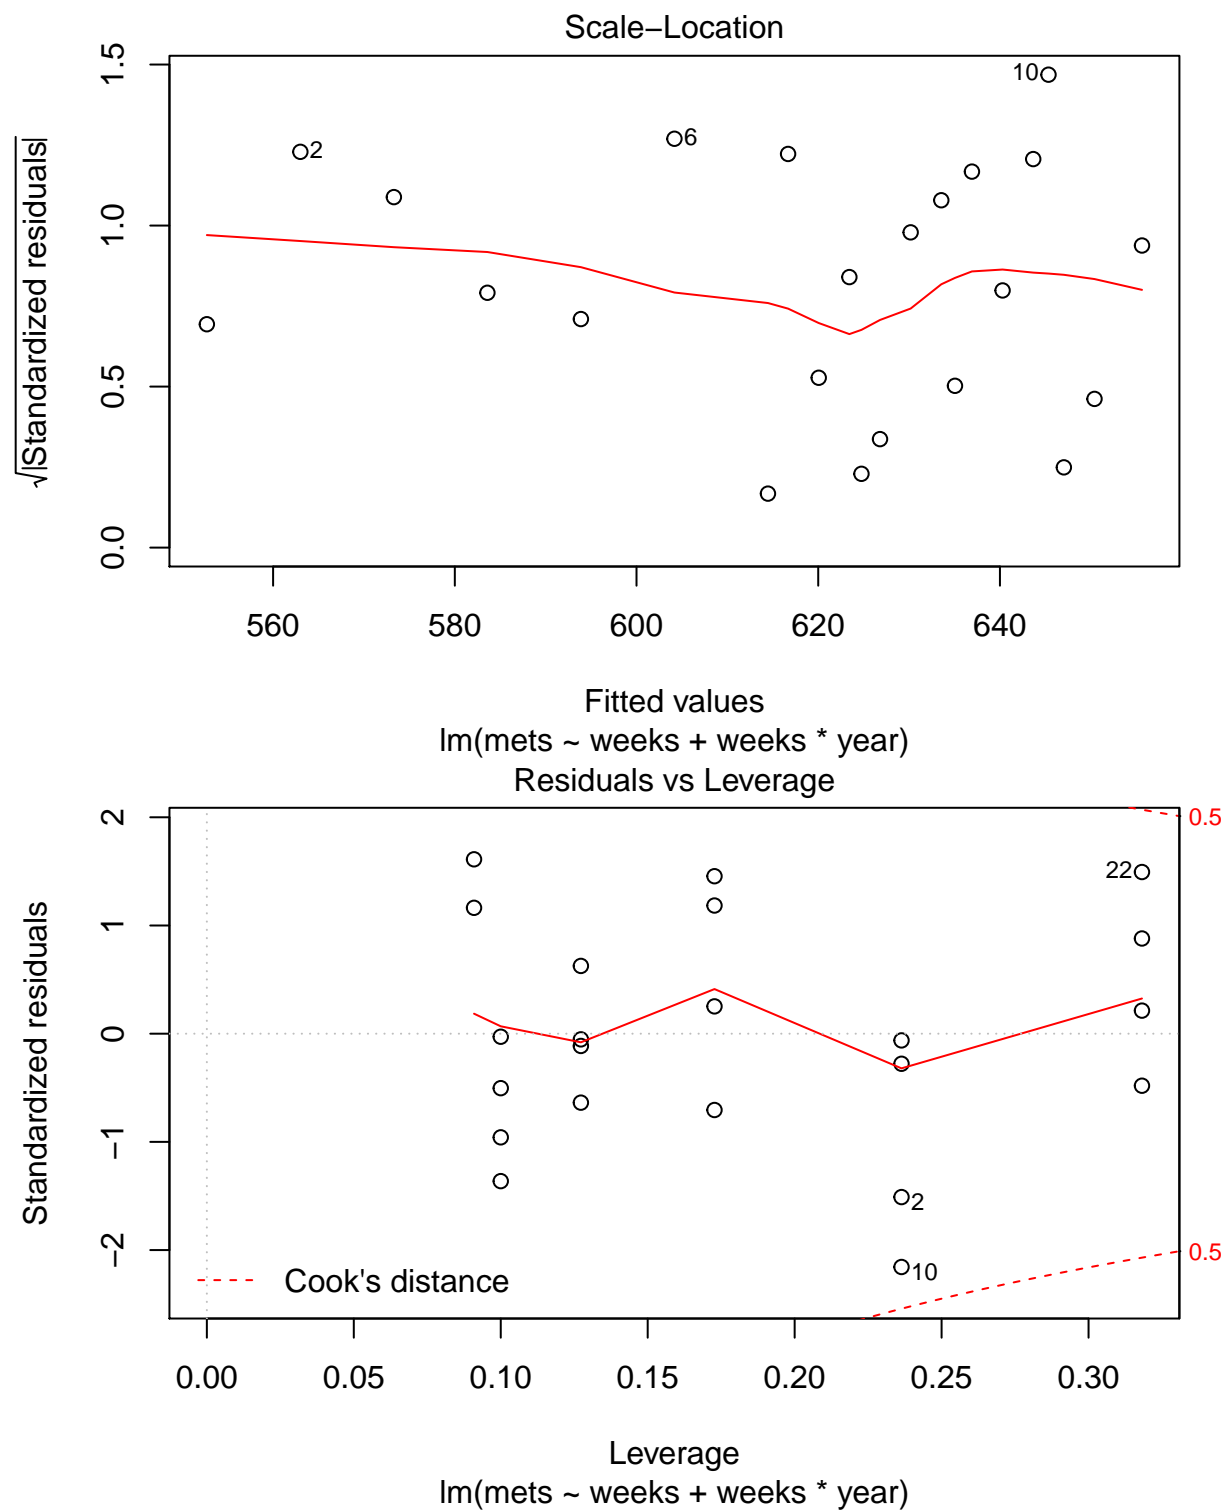 Scale−Location
√|Standardized residuals|
1.5
1.0
0.5
0.0
2
6
10
560 580 600 620 640
Fitted values
lm(mets ~ weeks + weeks * year)
Residuals vs Leverage
Standardized residuals
2
1
0
−1
−2
0.5
22
2
10
0.5
Cook's distance
0.00 0.05 0.10 0.15 0.20 0.25 0.30
Leverage
lm(mets ~ weeks + weeks * year)